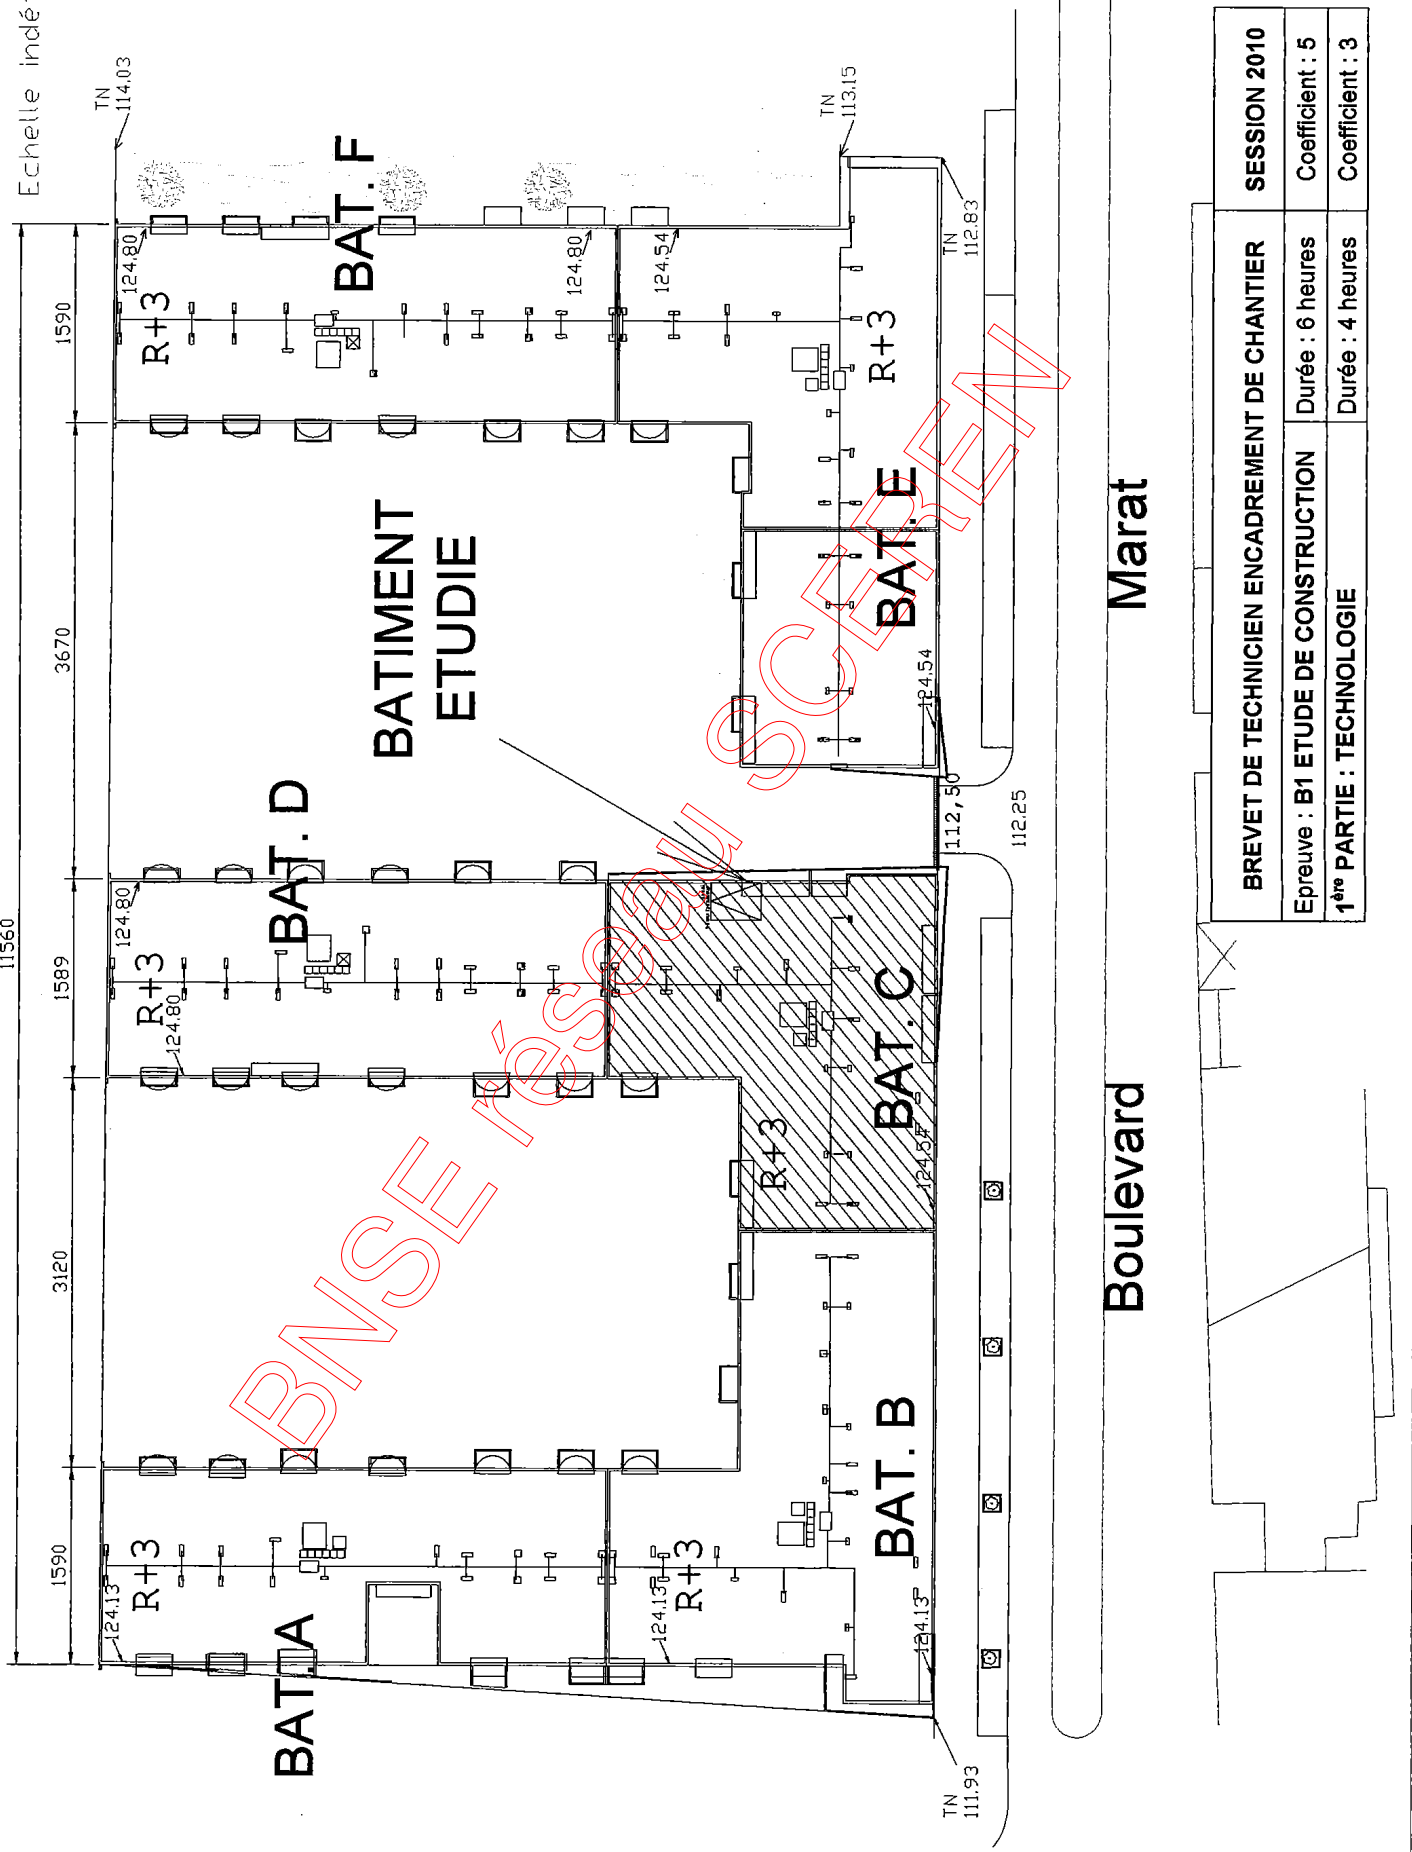 Echelle indé
11560
1590
3120
1589
3670
1590
TN
114.03
TN
113.15
TN
112.83
TN
111.93
BAT.A
R+3
124.13
124.13
R+3
124.13
BAT. B
BAT. D
R+3
124.80
124.80
BATIMENT
ETUDIE
BAT. C
R+3
124.54
BAT. F
R+3
124.80
124.80
124.54
R+3
BAT. E
124.54
112,50
112.25
Boulevard
Marat
BNSE réseau SCEREN
BREVET DE TECHNICIEN ENCADREMENT DE CHANTIER SESSION 2010
Epreuve : B1 ETUDE DE CONSTRUCTION Durée : 6 heures Coefficient : 5
1ère PARTIE : TECHNOLOGIE Durée : 4 heures Coefficient : 3